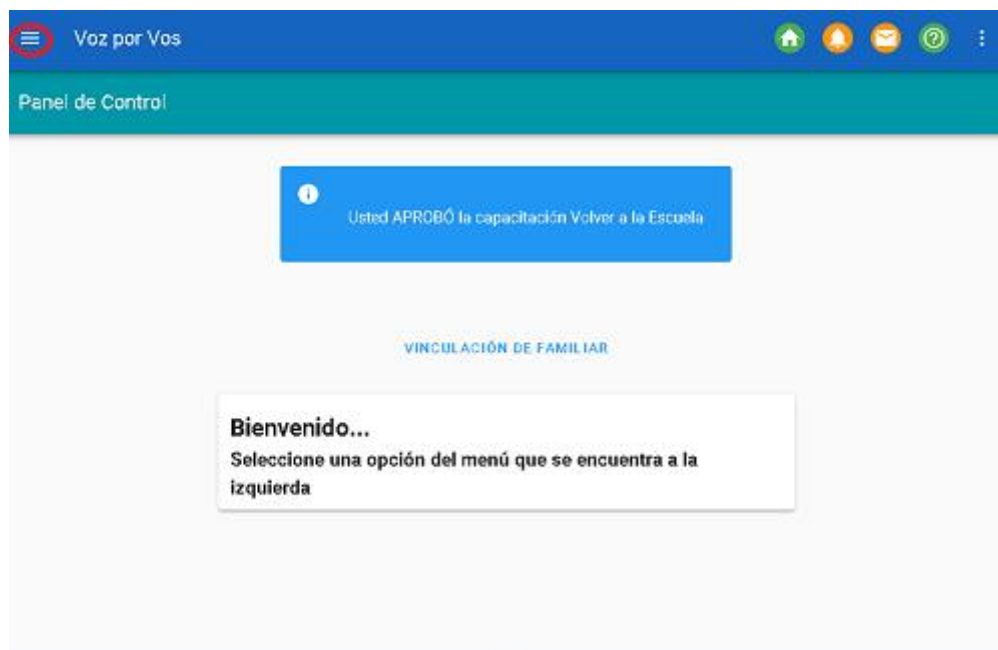 Voz por Vos
Panel de Control
Usted APROBÓ la capacitación Volver a la Escuela
VINCULACIÓN DE FAMILIAR
Bienvenido...
Seleccione una opción del menú que se encuentra a la
izquierda